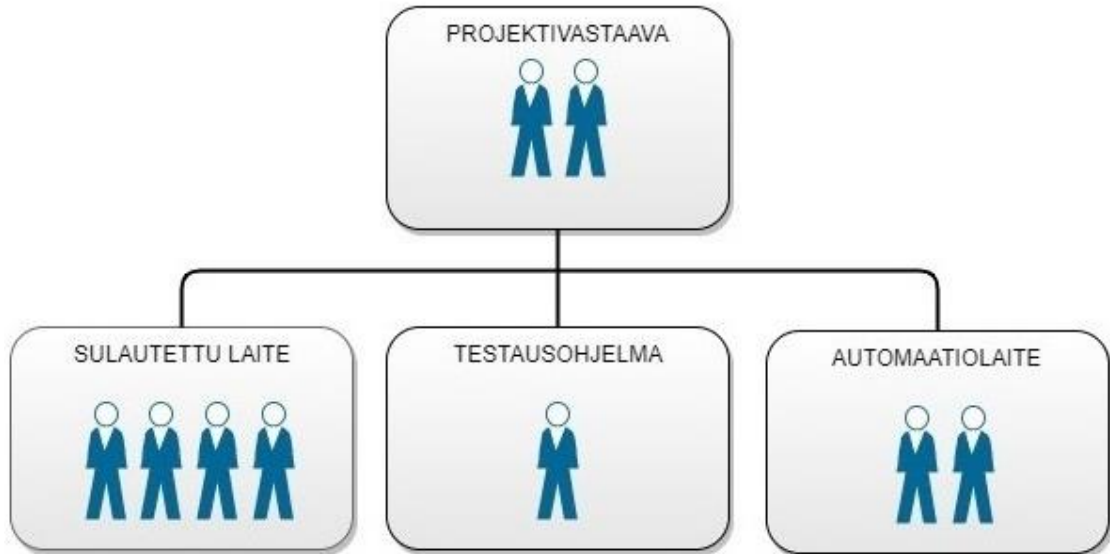 PROJEKTIVASTAAVA
SULAUTETTU LAITE
TESTAUSOHJELMA
AUTOMAATIOLAITE